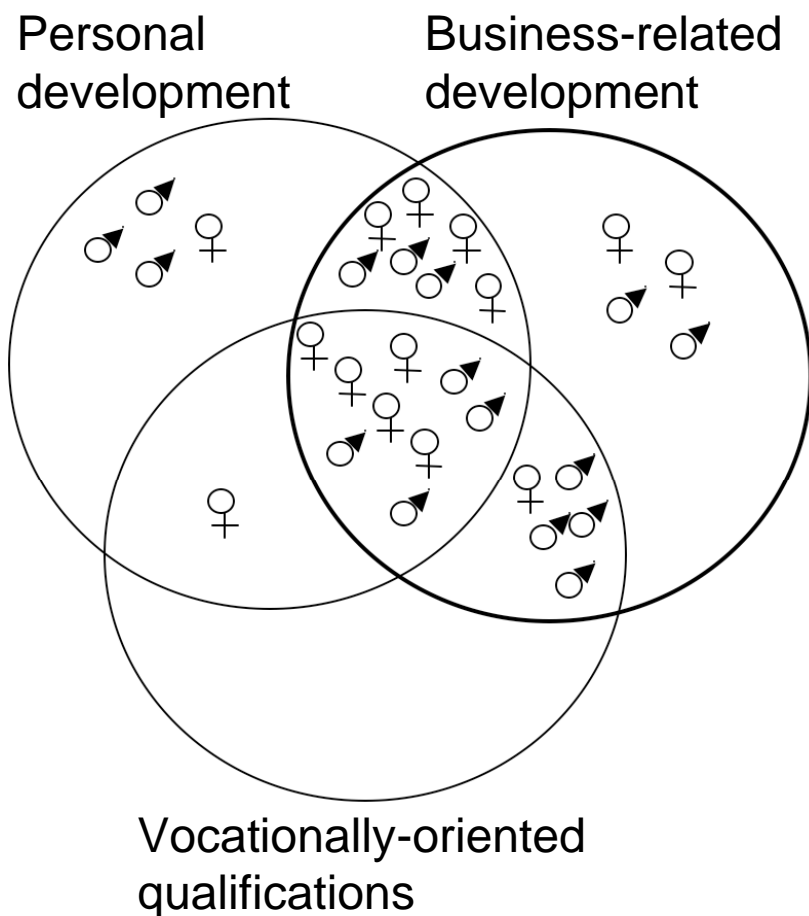 Personal
development
Business-related
development
Vocationally-oriented
qualifications